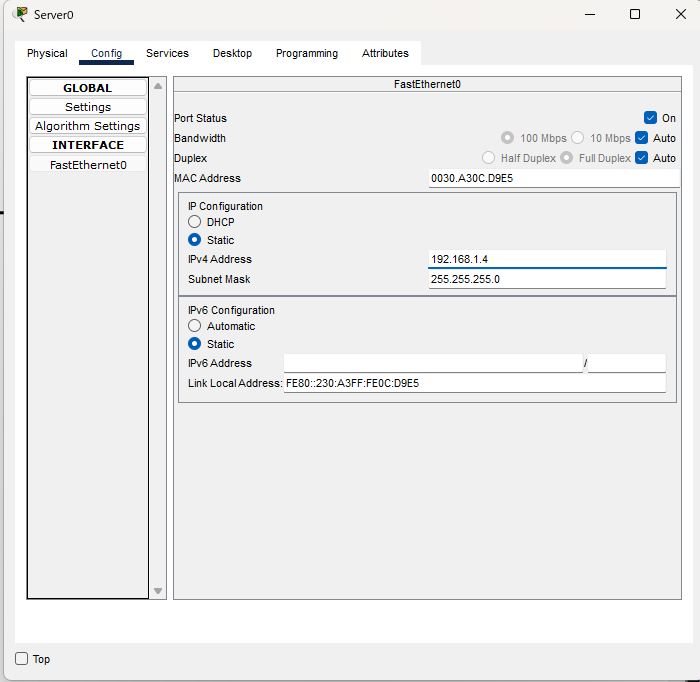 Server0
Physical Config Services Desktop Programming Attributes
GLOBAL
Settings
Algorithm Settings
INTERFACE
FastEthernet0
FastEthernet0
Port Status On
Bandwidth 100 Mbps 10 Mbps Auto
Duplex Half Duplex Full Duplex Auto
MAC Address 0030.A30C.D9E5
IP Configuration
DHCP
Static
IPv4 Address 192.168.1.4
Subnet Mask 255.255.255.0
IPv6 Configuration
Automatic
Static
IPv6 Address /
Link Local Address: FE80::230:A3FF:FE0C:D9E5
Top